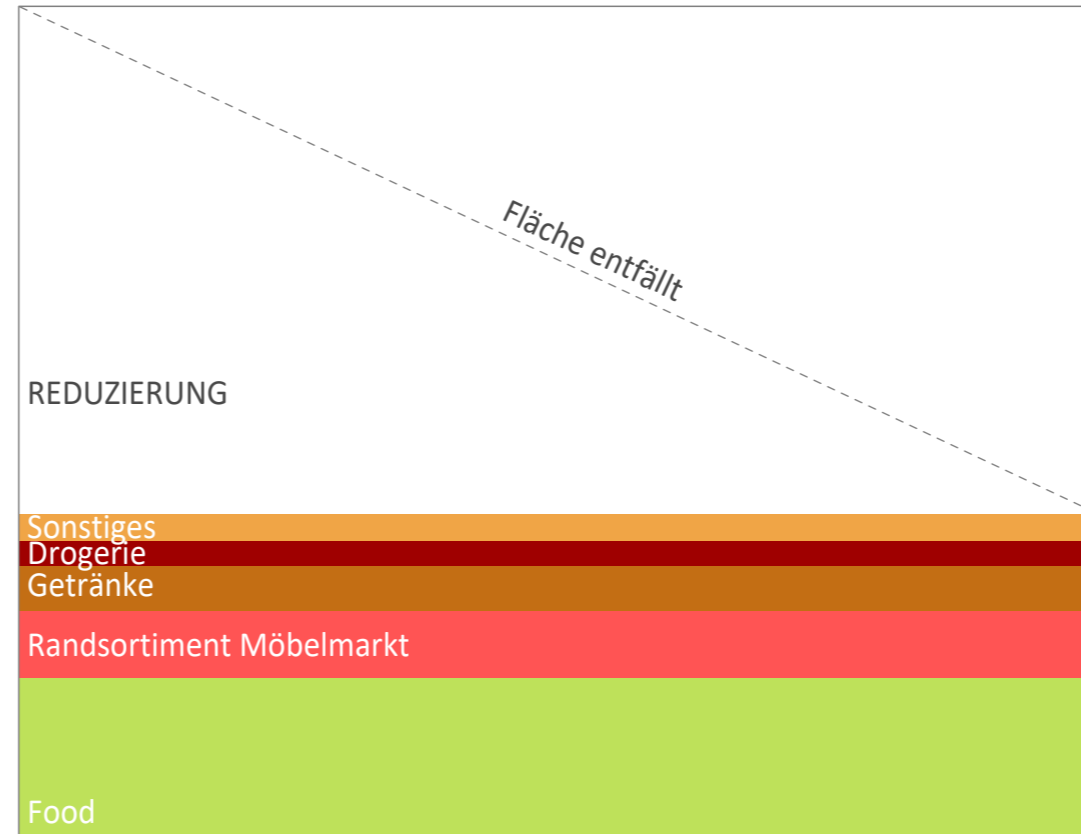 Fläche entfällt
REDUZIERUNG
Sonstiges
Drogerie
Getränke
Randsortiment Möbelmarkt
Food